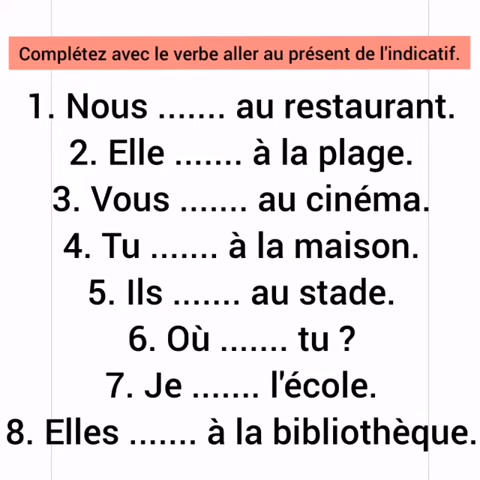 Complétez avec le verbe aller au présent de l'indicatif.
1. Nous ....... au restaurant.
2. Elle ....... à la plage.
3. Vous ....... au cinéma.
4. Tu ....... à la maison.
5. Ils ....... au stade.
6. Où ....... tu ?
7. Je ....... l'école.
8. Elles ....... à la bibliothèque.